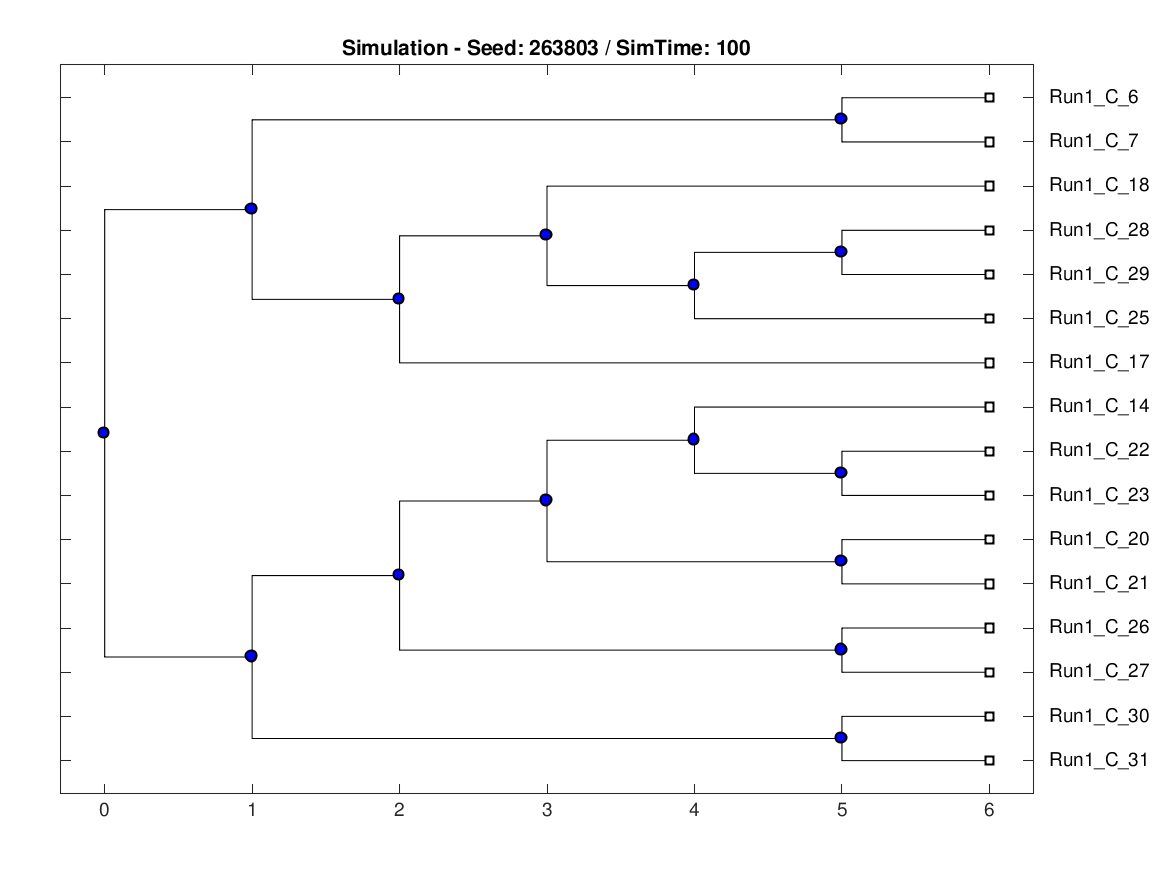 Simulation - Seed: 263803 / SimTime: 100
Run1_C_6
Run1_C_7
Run1_C_18
Run1_C_28
Run1_C_29
Run1_C_25
Run1_C_17
Run1_C_14
Run1_C_22
Run1_C_23
Run1_C_20
Run1_C_21
Run1_C_26
Run1_C_27
Run1_C_30
Run1_C_31
0 1 2 3 4 5 6